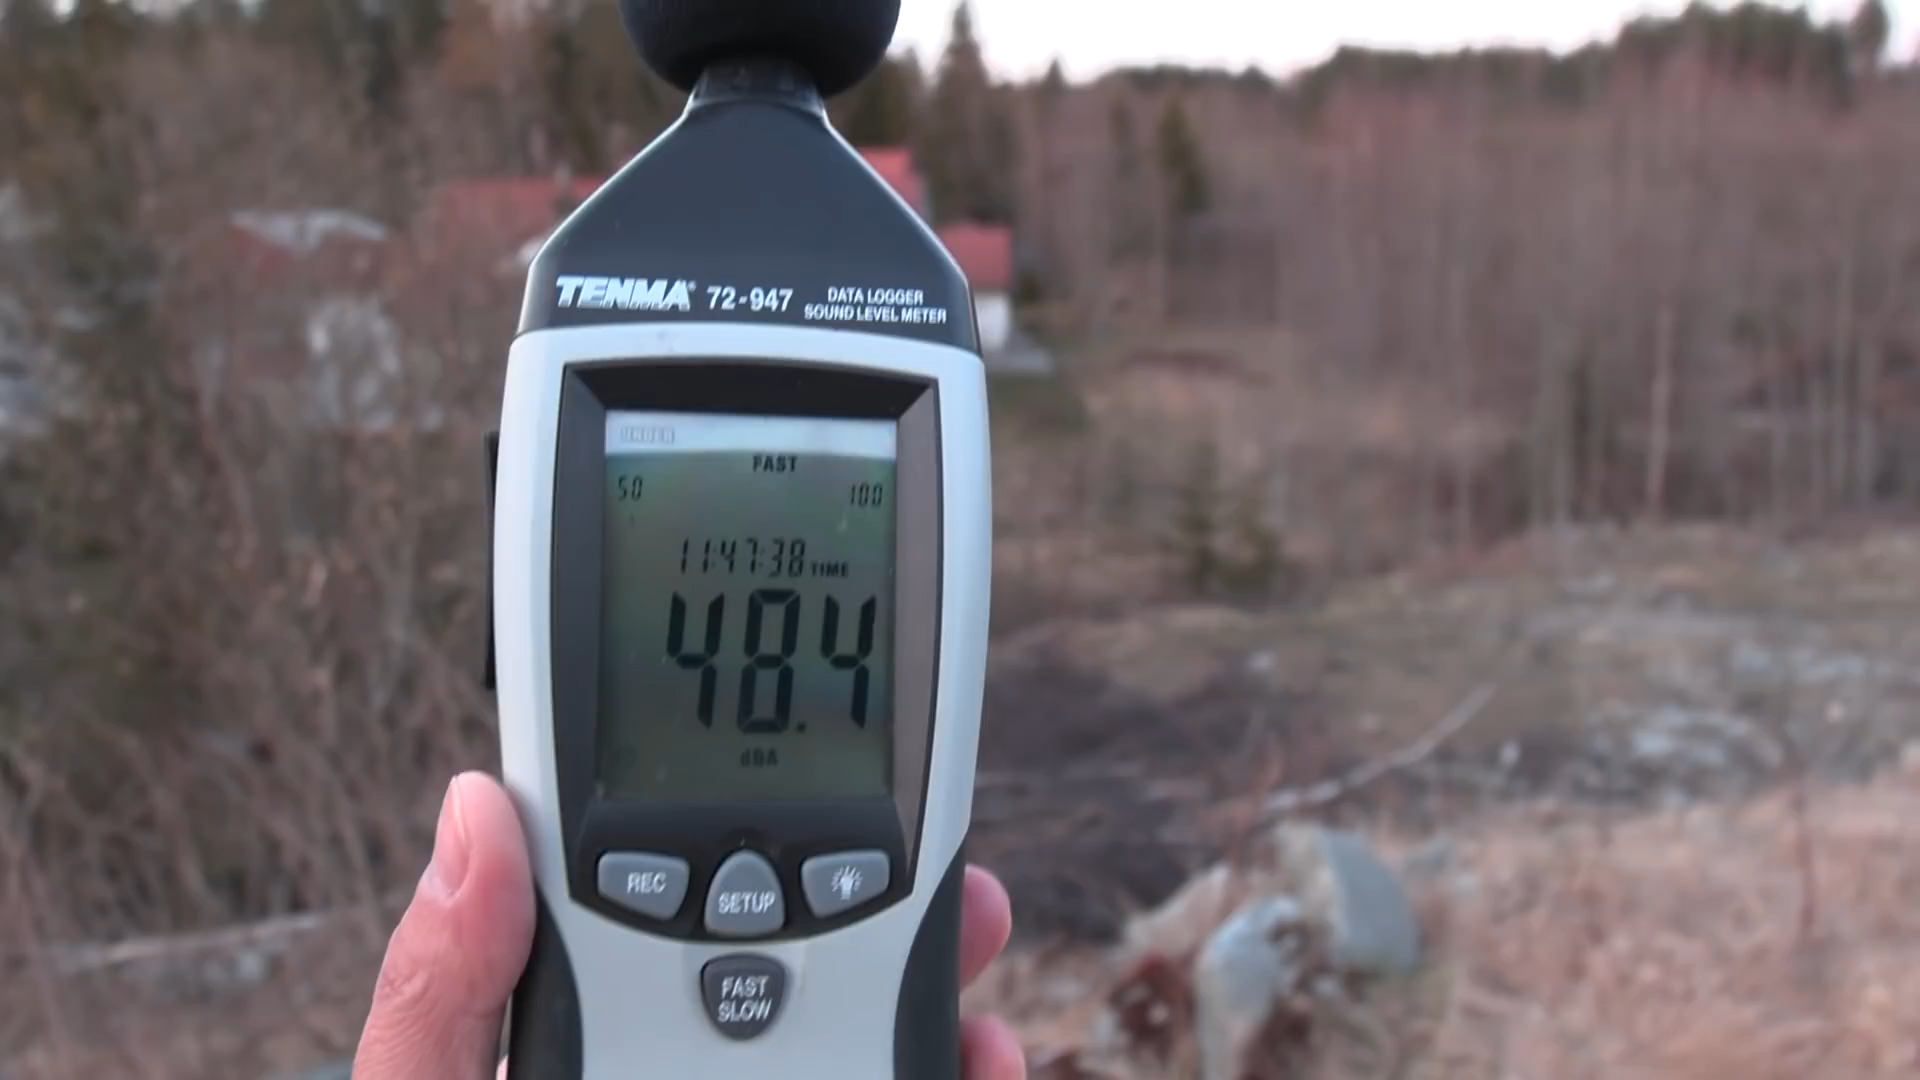 TENMA® 72-947 DATA LOGGER
SOUND LEVEL METER
UNDER
FAST
50 100
11:47:38 TIME
48.4
dBA
REC SETUP
FAST
SLOW